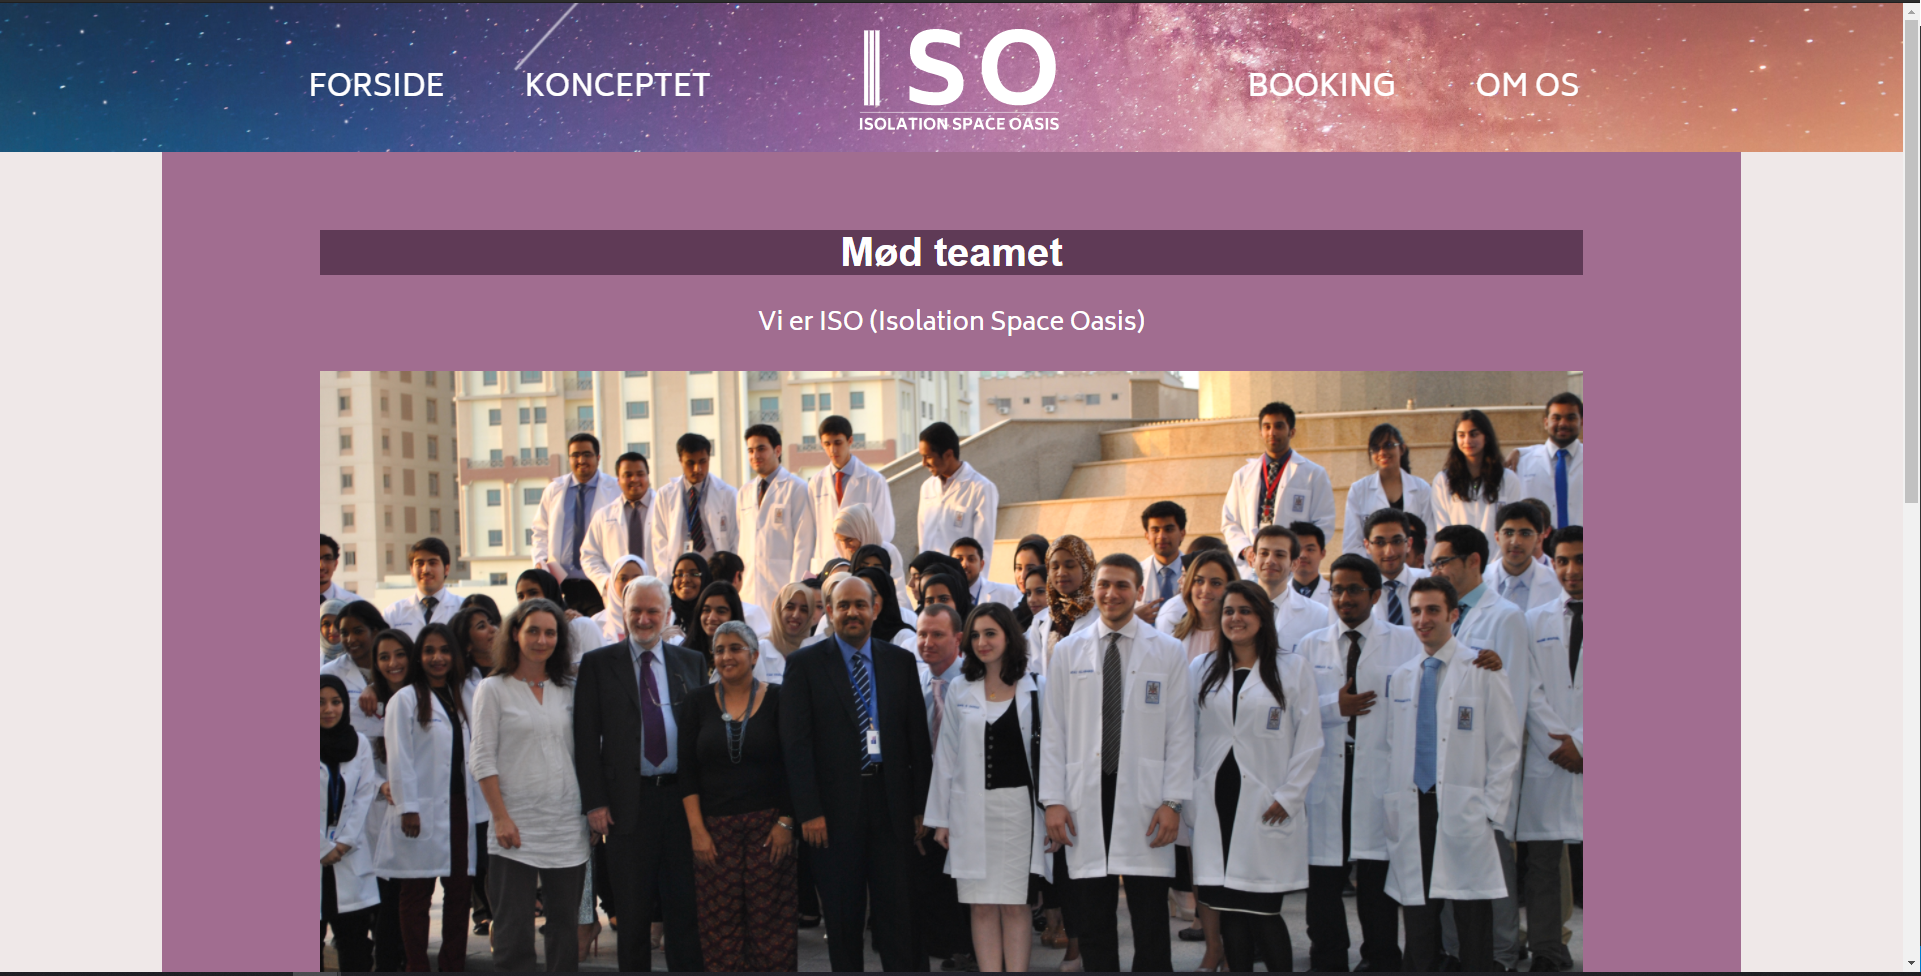 FORSIDE
KONCEPTET
ISO
ISOLATION SPACE OASIS
BOOKING
OM OS
Mød teamet
Vi er ISO (Isolation Space Oasis)